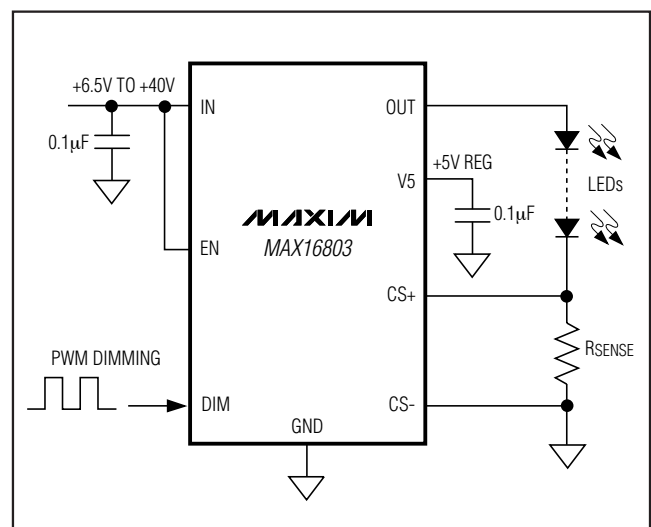 +6.5V TO +40V
IN
OUT
0.1µF
+5V REG
V5
LEDs
0.1µF
MAXIM
MAX16803
EN
CS+
RSENSE
PWM DIMMING
DIM
CS-
GND